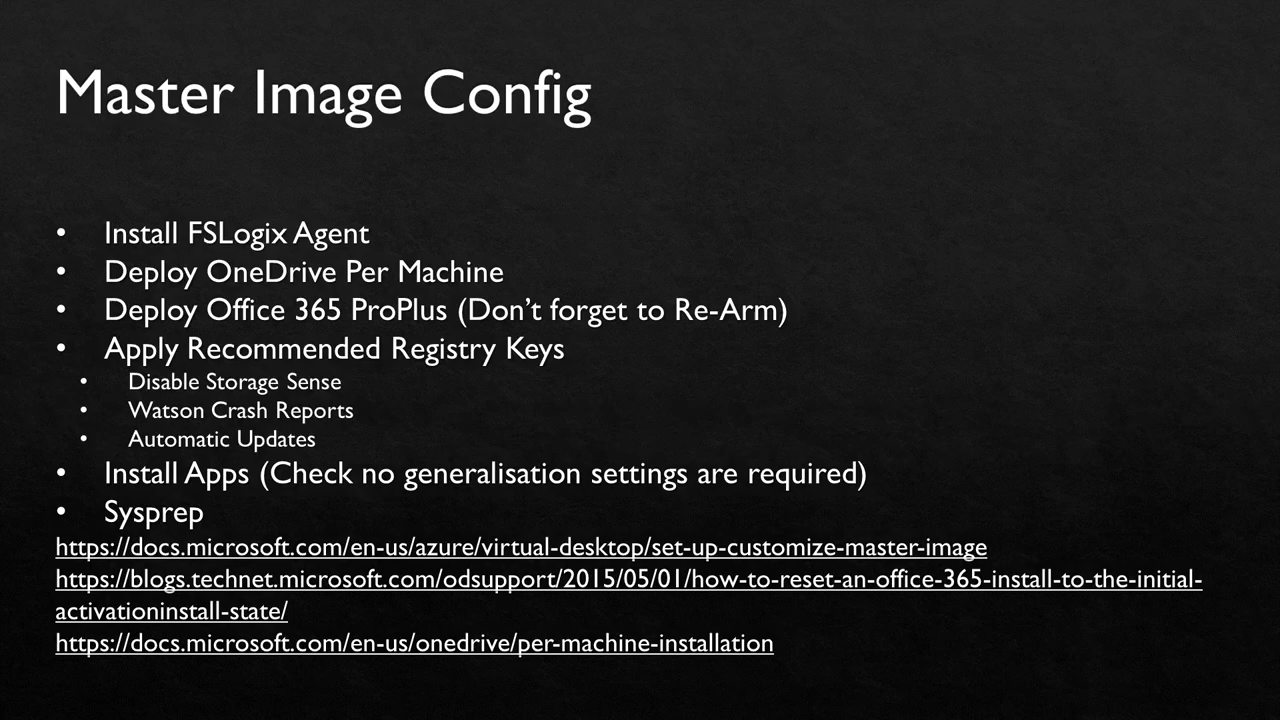 Master Image Config
• Install FSLogix Agent
• Deploy OneDrive Per Machine
• Deploy Office 365 ProPlus (Don’t forget to Re-Arm)
• Apply Recommended Registry Keys
• Disable Storage Sense
• Watson Crash Reports
• Automatic Updates
• Install Apps (Check no generalisation settings are required)
• Sysprep
https://docs.microsoft.com/en-us/azure/virtual-desktop/set-up-customize-master-image
https://blogs.technet.microsoft.com/odsupport/2015/05/01/how-to-reset-an-office-365-install-to-the-initial-
activationinstall-state/
https://docs.microsoft.com/en-us/onedrive/per-machine-installation